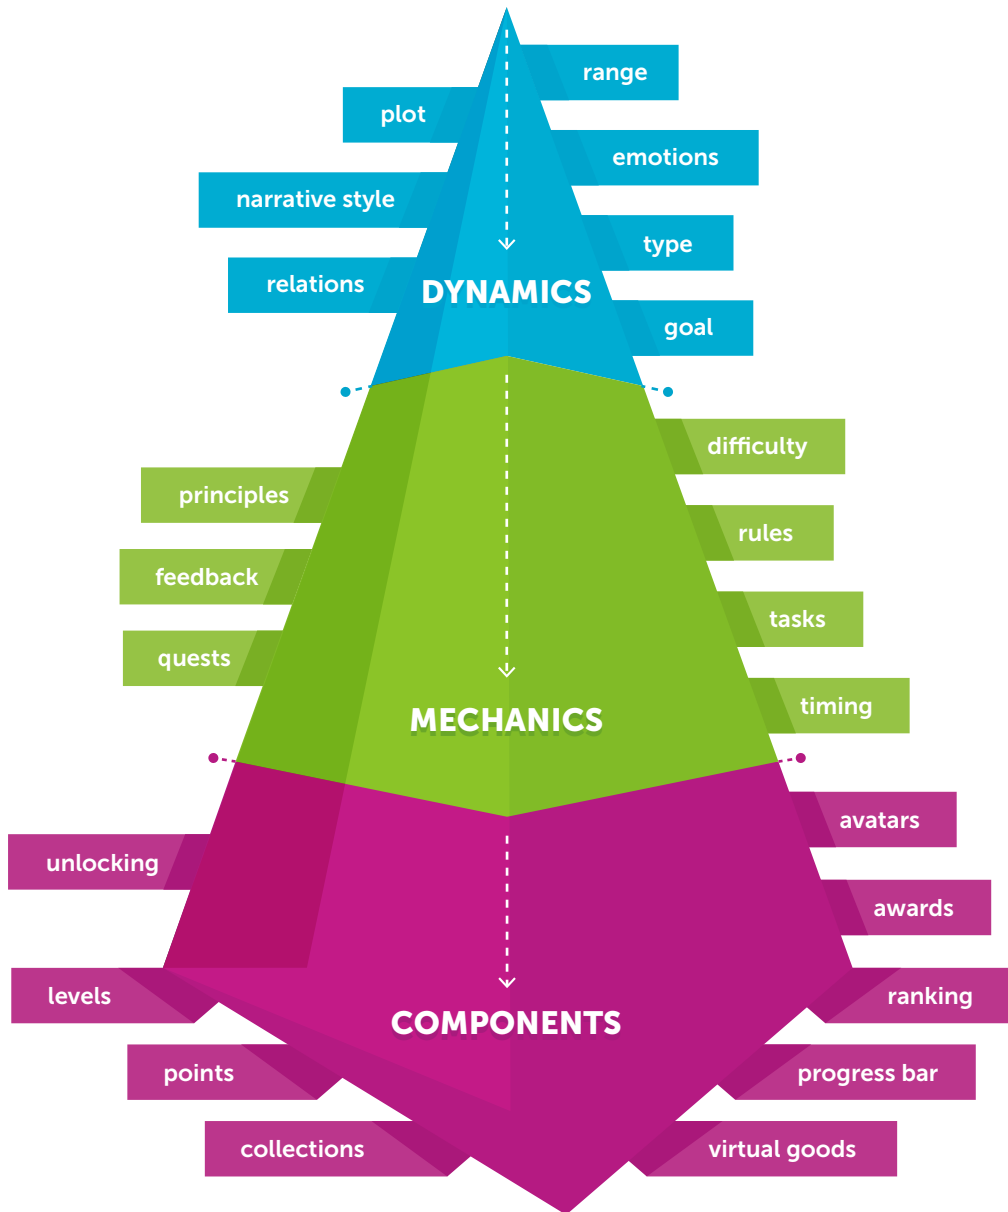 range
plot
emotions
narrative style
type
relations
DYNAMICS
goal
difficulty
principles
rules
feedback
tasks
quests
timing
MECHANICS
avatars
unlocking
awards
levels
ranking
COMPONENTS
points
progress bar
collections
virtual goods